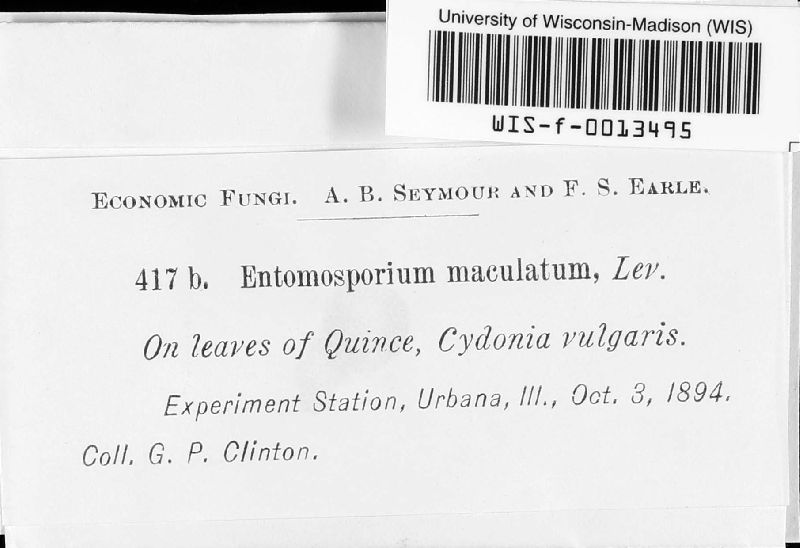 University of Wisconsin-Madison (WIS)
WIS-f-0013495
ECONOMIC FUNGI. A. B. SEYMOUR AND F. S. EARLE.
417 b. Entomosporium maculatum, Lev.
On leaves of Quince, Cydonia vulgaris.
Experiment Station, Urbana, Ill., Oct. 3, 1894.
Coll. G. P. Clinton.